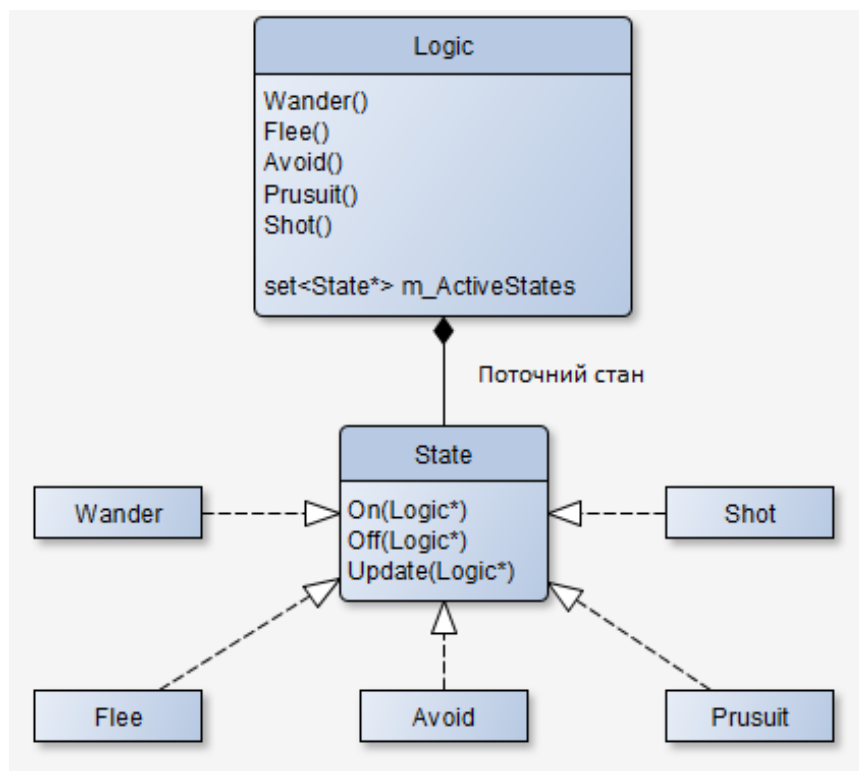 Logic
Wander()
Flee()
Avoid()
Prusuit()
Shot()
set<State*> m_ActiveStates
Поточний стан
State
On(Logic*)
Off(Logic*)
Update(Logic*)
Wander
Shot
Flee
Avoid
Prusuit